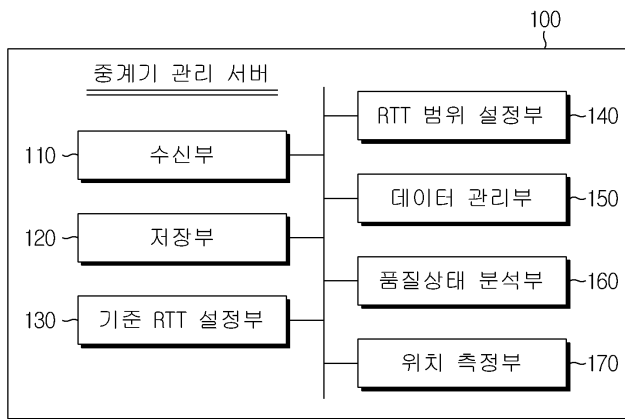 100
중계기 관리 서버
110 수신부
120 저장부
130 기준 RTT 설정부
RTT 범위 설정부 140
데이터 관리부 150
품질상태 분석부 160
위치 측정부 170